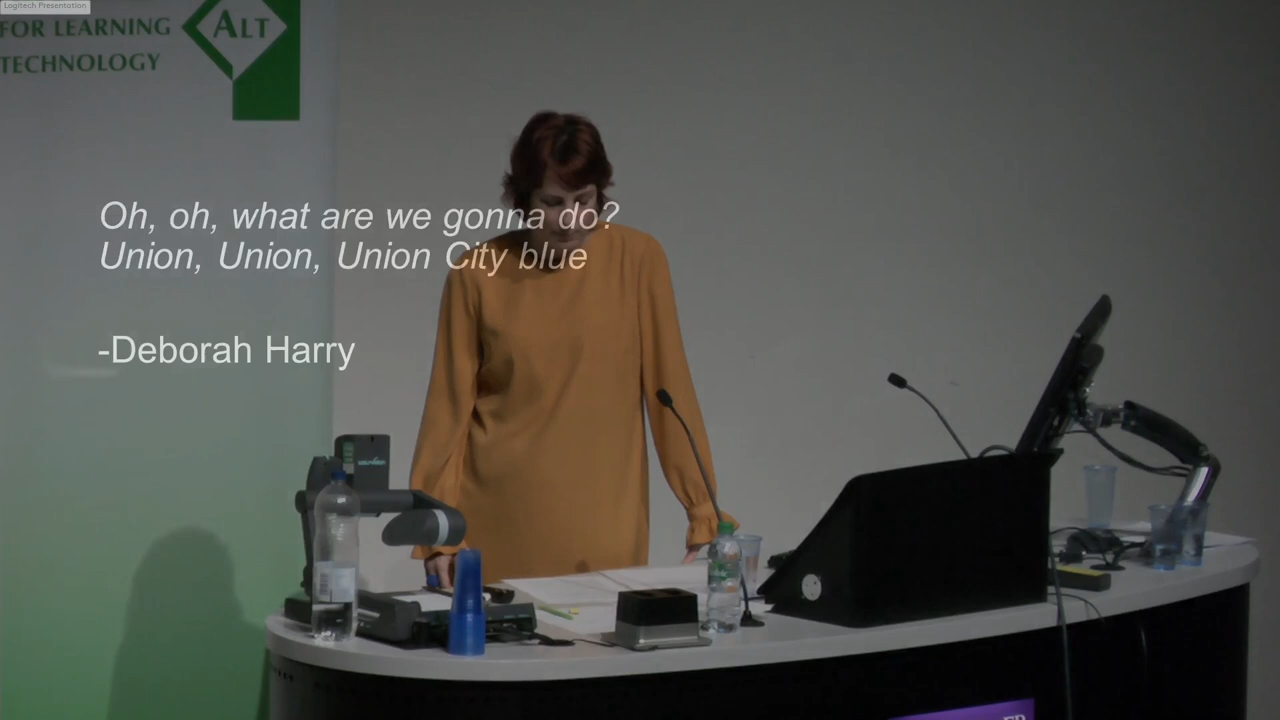 Logitech Presentation
FOR LEARNING
TECHNOLOGY
ALT
Oh, oh, what are we gonna do?
Union, Union, Union City blue
-Deborah Harry